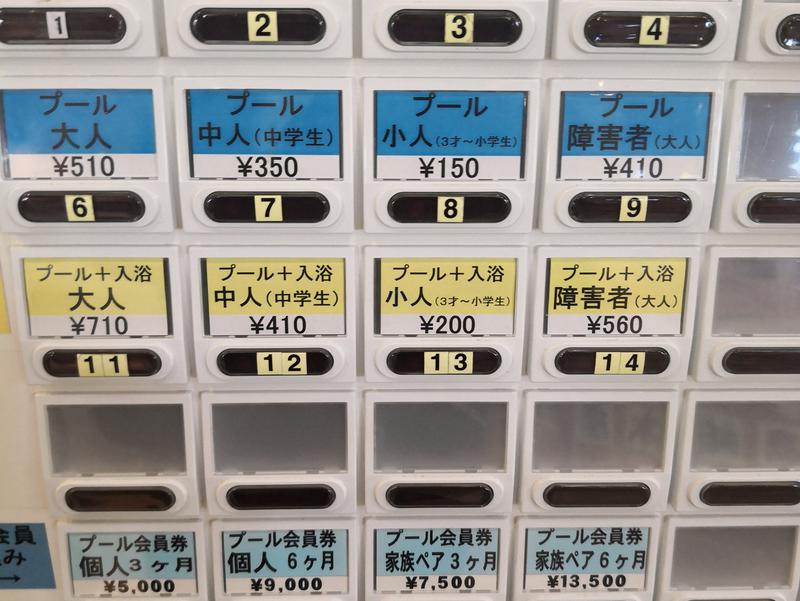 1 2 3 4
プール 大人 ¥510
プール 中人(中学生) ¥350
プール 小人(3才〜小学生) ¥150
プール 障害者(大人) ¥410
6 7 8 9
プール+入浴 大人 ¥710
プール+入浴 中人(中学生) ¥410
プール+入浴 小人(3才〜小学生) ¥200
プール+入浴 障害者(大人) ¥560
11 12 13 14
会員
み
→
プール会員券 個人3ヶ月 ¥5,000
プール会員券 個人 6ヶ月 ¥9,000
プール会員券 家族ペア3ヶ月 ¥7,500
プール会員券 家族ペア6ヶ月 ¥13,500